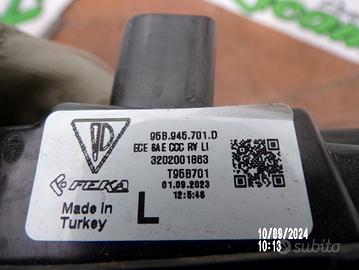 95B.945.701.D
ECE SAE CCC RY LI
3202001863
T95B701
FEKA
01.09.2023
12:5:46
Made in
Turkey
L
10/09/2024
10:13
subito